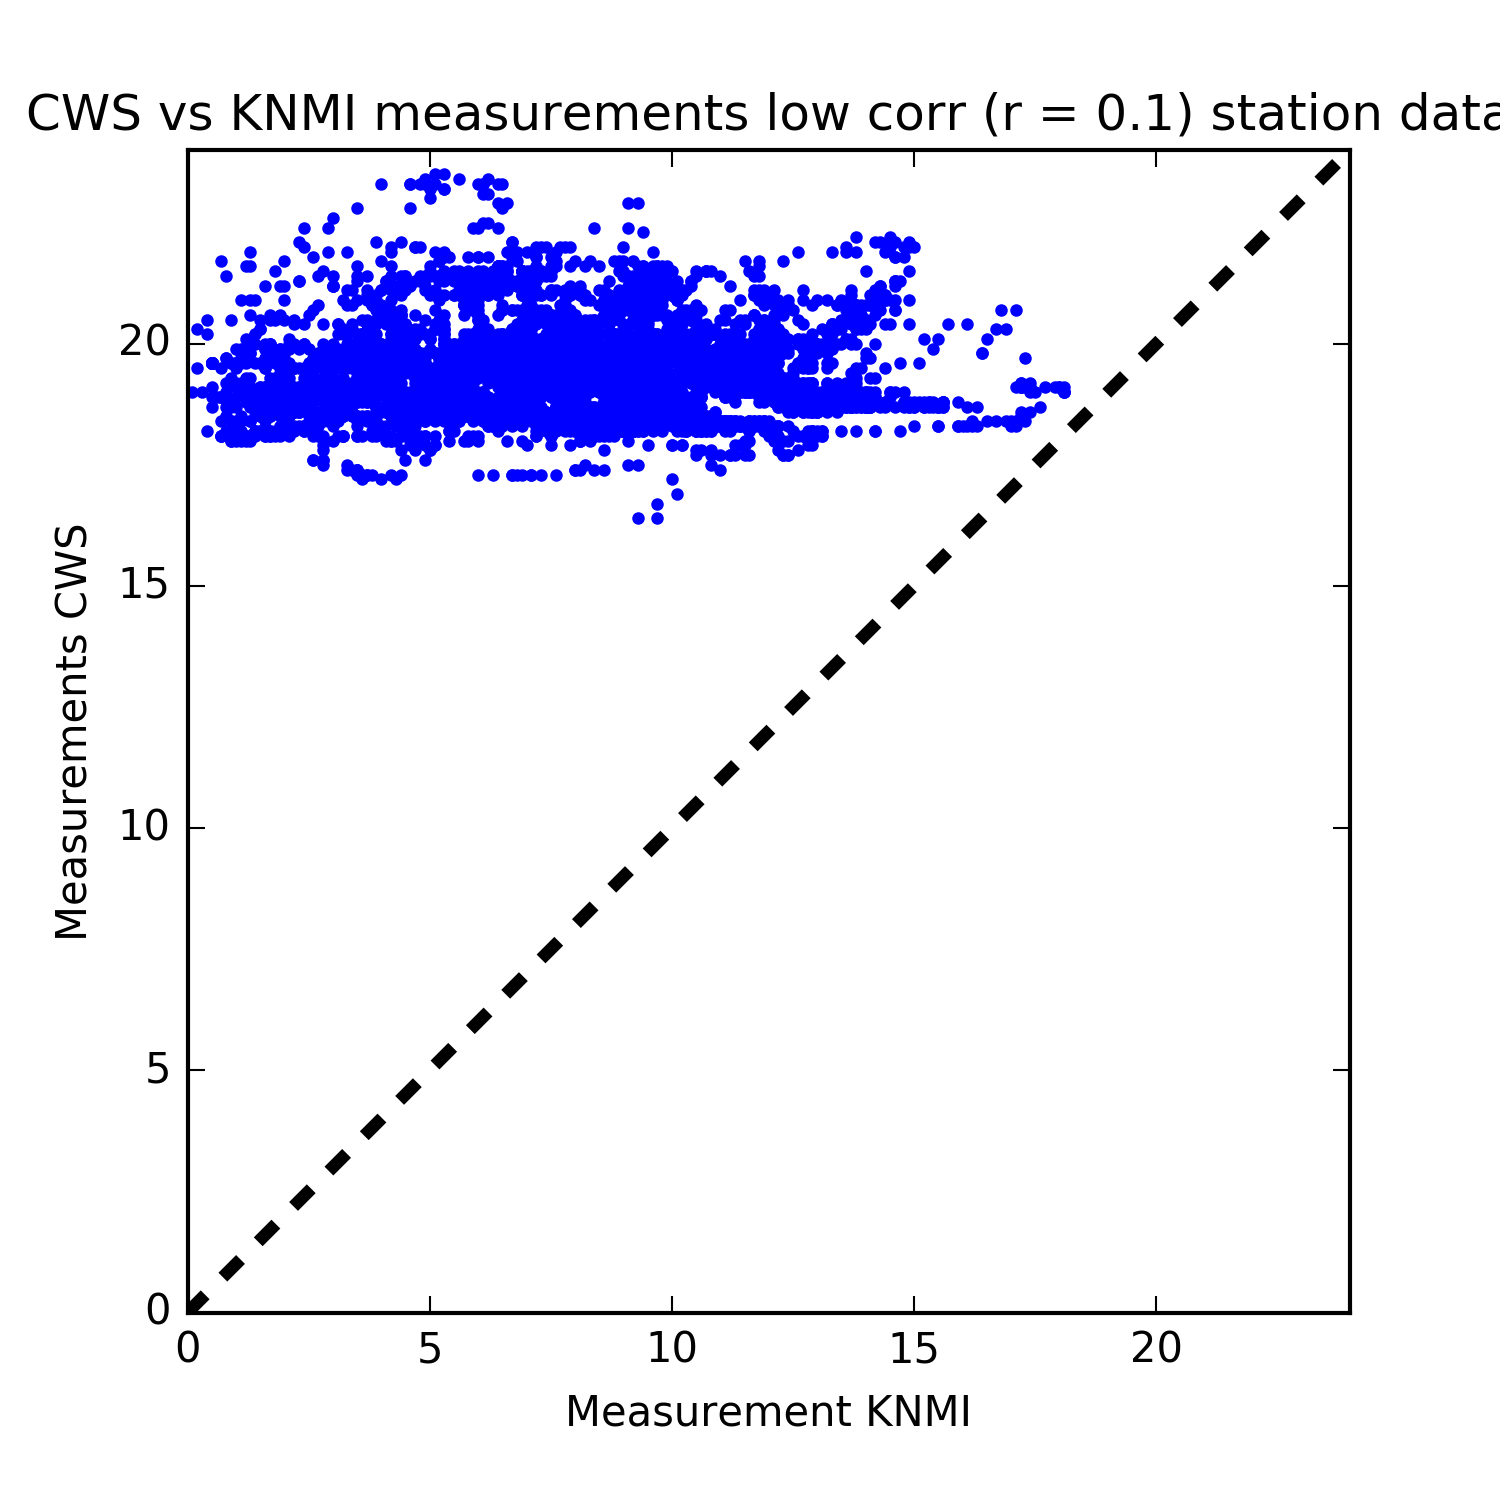 CWS vs KNMI measurements low corr (r = 0.1) station data
Measurements CWS
20
15
10
5
0
0 5 10 15 20
Measurement KNMI